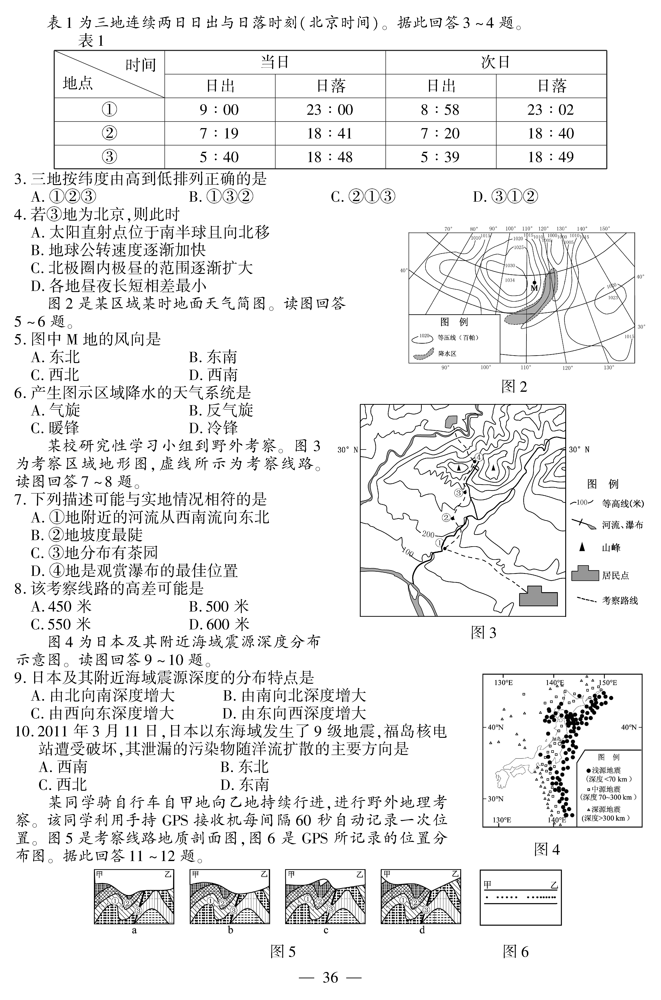 表1 为三地连续两日日出与日落时刻(北京时间)。据此回答3~4 题。
表1
时间 当日 次日
地点 日出 日落 日出 日落
① 9∶00 23∶00 8∶58 23∶02
② 7∶19 18∶41 7∶20 18∶40
③ 5∶40 18∶48 5∶39 18∶49
3. 三地按纬度由高到低排列正确的是
A. ①②③ B. ①③② C. ②①③ D. ③①②
4. 若③地为北京,则此时
A. 太阳直射点位于南半球且向北移
B. 地球公转速度逐渐加快
C. 北极圈内极昼的范围逐渐扩大
D. 各地昼夜长短相差最小
图2 是某区域某时地面天气简图。读图回答
5~6 题。
5. 图中 M 地的风向是
A. 东北 B. 东南
C. 西北 D. 西南
6. 产生图示区域降水的天气系统是
A. 气旋 B. 反气旋
C. 暖锋 D. 冷锋
70° 80° 90° 100° 110° 120° 130° 140° 150°
1010 1015 1020 1015 1010 1005 1000 1000 1005 1010 1015
1025
1030
1034
M
40° 40°
1020
1023
30°
1015
图 例
1020 等压线（百帕）
降水区
90° 100° 110° 120° 130°
图2
某校研究性学习小组到野外考察。图3
为考察区域地形图,虚线所示为考察线路。
读图回答7~8 题。
7. 下列描述可能与实地情况相符的是
A. ①地附近的河流从西南流向东北
B. ②地坡度最陡
C. ③地分布有茶园
D. ④地是观赏瀑布的最佳位置
8. 该考察线路的高差可能是
A. 450 米 B. 500 米
C. 550 米 D. 600 米
30° N 30° N
④
③
②
①
200
100
图 例
100 等高线(米)
河流、瀑布
山峰
居民点
考察路线
图3
图4 为日本及其附近海域震源深度分布
示意图。读图回答9~10 题。
9. 日本及其附近海域震源深度的分布特点是
A. 由北向南深度增大 B. 由南向北深度增大
C. 由西向东深度增大 D. 由东向西深度增大
10. 2011 年3 月11 日,日本以东海域发生了9 级地震,福岛核电
站遭受破坏,其泄漏的污染物随洋流扩散的主要方向是
A. 西南 B. 东北
C. 西北 D. 东南
130°E 140°E 150°E
40°N 40°N
福岛
30°N
130°E 140°E
图 例
浅源地震
(深度<70 km)
中源地震
(深度70~300 km)
深源地震
(深度>300 km)
图4
某同学骑自行车自甲地向乙地持续行进,进行野外地理考
察。该同学利用手持 GPS 接收机每间隔60 秒自动记录一次位
置。图5 是考察线路地质剖面图,图6 是 GPS 所记录的位置分
布图。据此回答11~12 题。
甲 乙 甲 乙 甲 乙 甲 乙 甲 乙
① ② ③ ① ② ③ ① ② ③ ① ② ③
a b c d
图5 图6
— 36 —